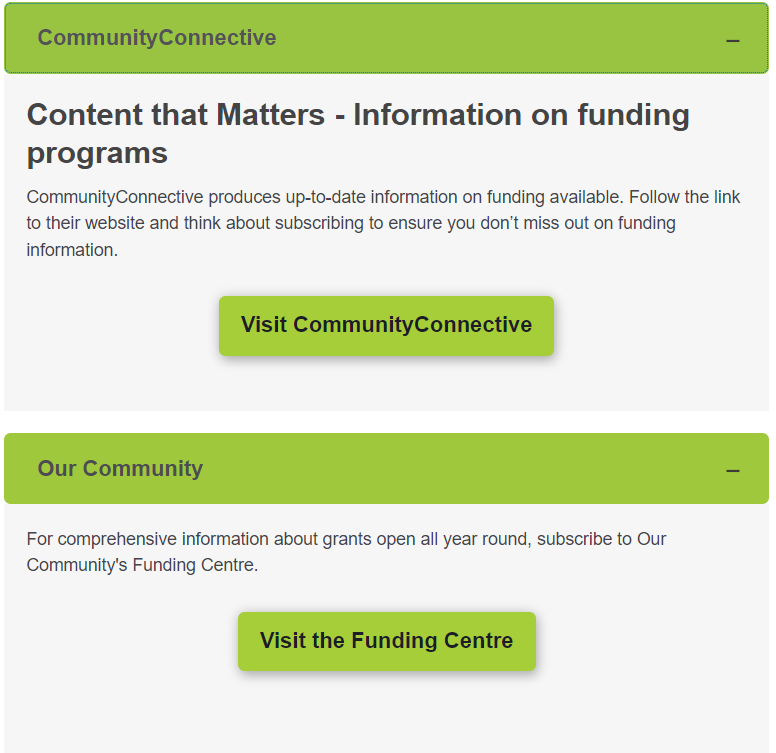 CommunityConnective
Content that Matters - Information on funding
programs
CommunityConnective produces up-to-date information on funding available. Follow the link
to their website and think about subscribing to ensure you don’t miss out on funding
information.
Visit CommunityConnective
Our Community
For comprehensive information about grants open all year round, subscribe to Our
Community's Funding Centre.
Visit the Funding Centre